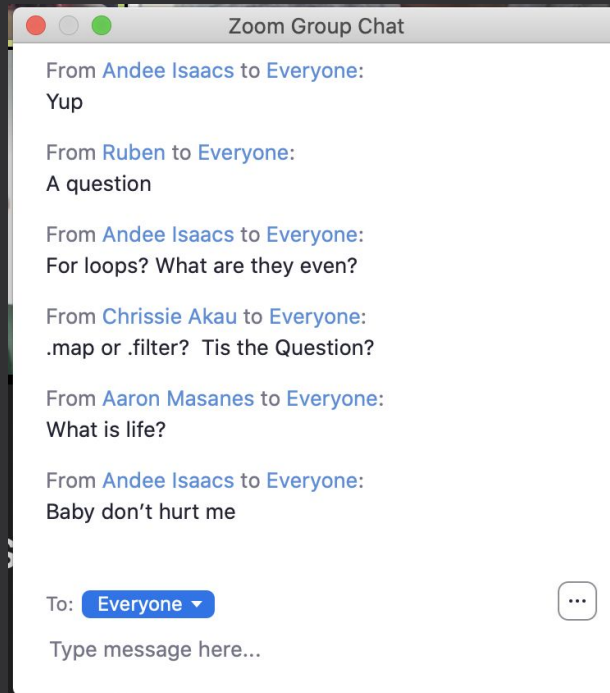 Zoom Group Chat
From Andee Isaacs to Everyone:
Yup
From Ruben to Everyone:
A question
From Andee Isaacs to Everyone:
For loops? What are they even?
From Chrissie Akau to Everyone:
.map or .filter?  Tis the Question?
From Aaron Masanes to Everyone:
What is life?
From Andee Isaacs to Everyone:
Baby don’t hurt me
To: Everyone
Type message here...